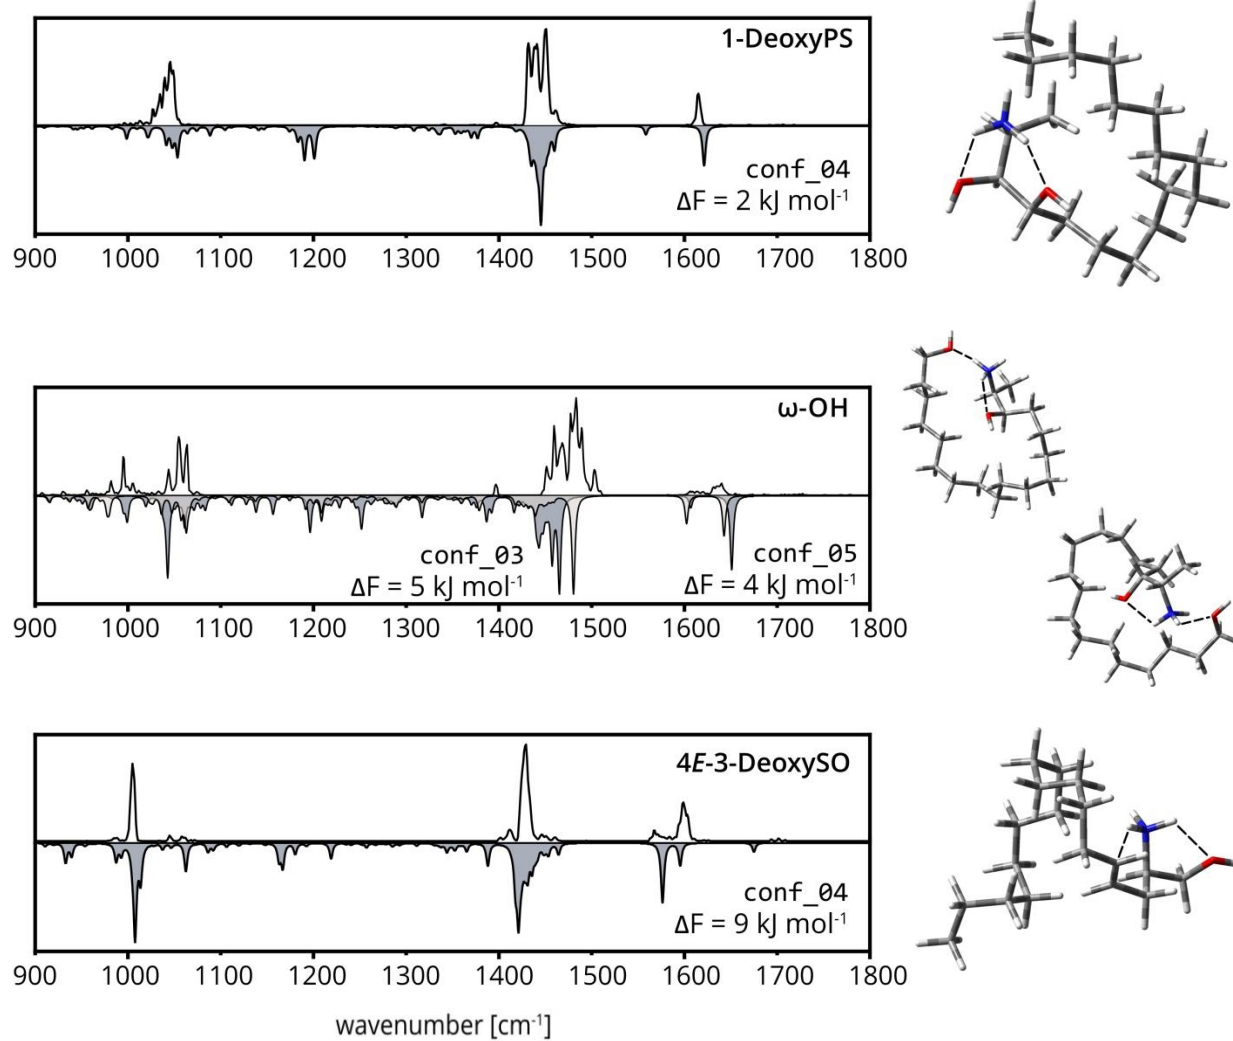 1-DeoxyPS
conf_04
ΔF = 2 kJ mol⁻¹
900 1000 1100 1200 1300 1400 1500 1600 1700 1800
ω-OH
conf_03 conf_05
ΔF = 5 kJ mol⁻¹ ΔF = 4 kJ mol⁻¹
900 1000 1100 1200 1300 1400 1500 1600 1700 1800
4E-3-DeoxySO
conf_04
ΔF = 9 kJ mol⁻¹
900 1000 1100 1200 1300 1400 1500 1600 1700 1800
wavenumber [cm⁻¹]